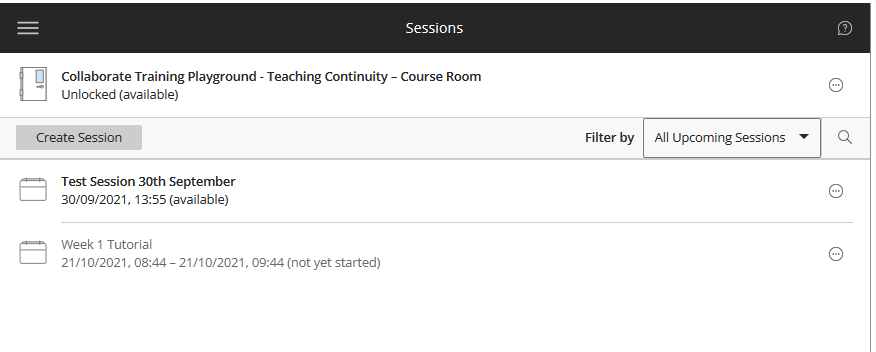 Sessions
Collaborate Training Playground - Teaching Continuity – Course Room
Unlocked (available)
Create Session
Filter by
All Upcoming Sessions
Test Session 30th September
30/09/2021, 13:55 (available)
Week 1 Tutorial
21/10/2021, 08:44 – 21/10/2021, 09:44 (not yet started)